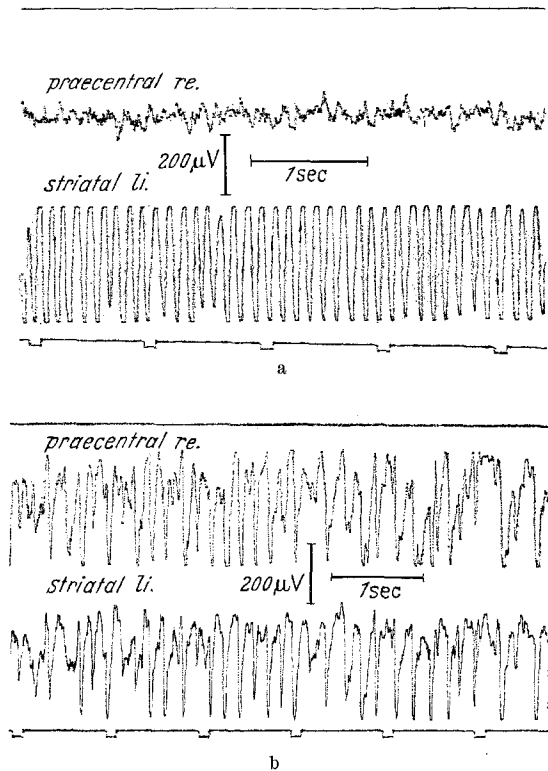 praecentral re.
200µV
1sec
striatal li.
a
praecentral re.
200µV
1sec
striatal li.
b